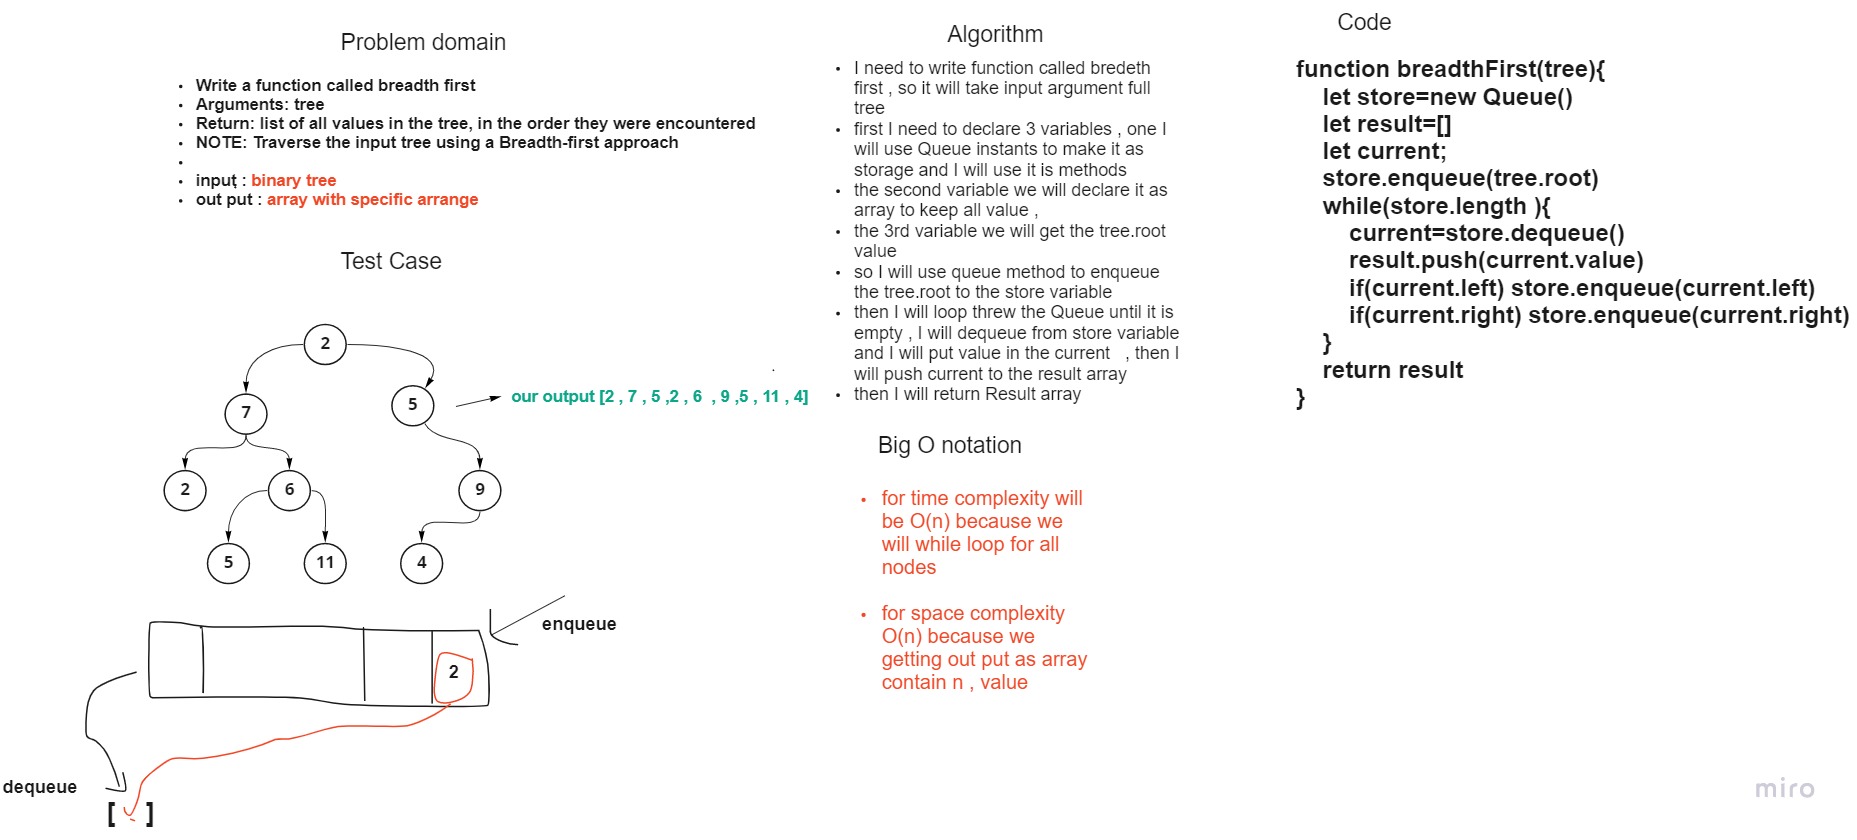 Problem domain
Write a function called breadth first
Arguments: tree
Return: list of all values in the tree, in the order they were encountered
NOTE: Traverse the input tree using a Breadth-first approach
input : binary tree
out put : array with specific arrange
Test Case
2
7
5
our output [2 , 7 , 5 ,2 , 6  , 9 ,5 , 11 , 4]
2
6
9
5
11
4
enqueue
2
dequeue
[ ]
Algorithm
I need to write function called bredeth
first , so it will take input argument full
tree
first I need to declare 3 variables , one I
will use Queue instants to make it as
storage and I will use it is methods
the second variable we will declare it as
array to keep all value ,
the 3rd variable we will get the tree.root
value
so I will use queue method to enqueue
the tree.root to the store variable
then I will loop threw the Queue until it is
empty , I will dequeue from store variable
and I will put value in the current   , then I
will push current to the result array
then I will return Result array
Big O notation
for time complexity will
be O(n) because we
will while loop for all
nodes
for space complexity
O(n) because we
getting out put as array
contain n , value
Code
function breadthFirst(tree){
let store=new Queue()
let result=[]
let current;
store.enqueue(tree.root)
while(store.length ){
current=store.dequeue()
result.push(current.value)
if(current.left) store.enqueue(current.left)
if(current.right) store.enqueue(current.right)
}
return result
}
miro